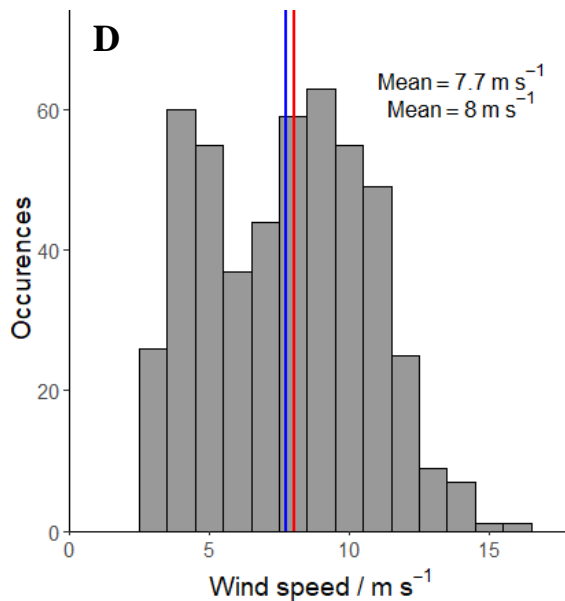 D
Mean = 7.7 m s⁻¹
Mean = 8 m s⁻¹
60
40
20
0
Occurences
0 5 10 15
Wind speed / m s⁻¹